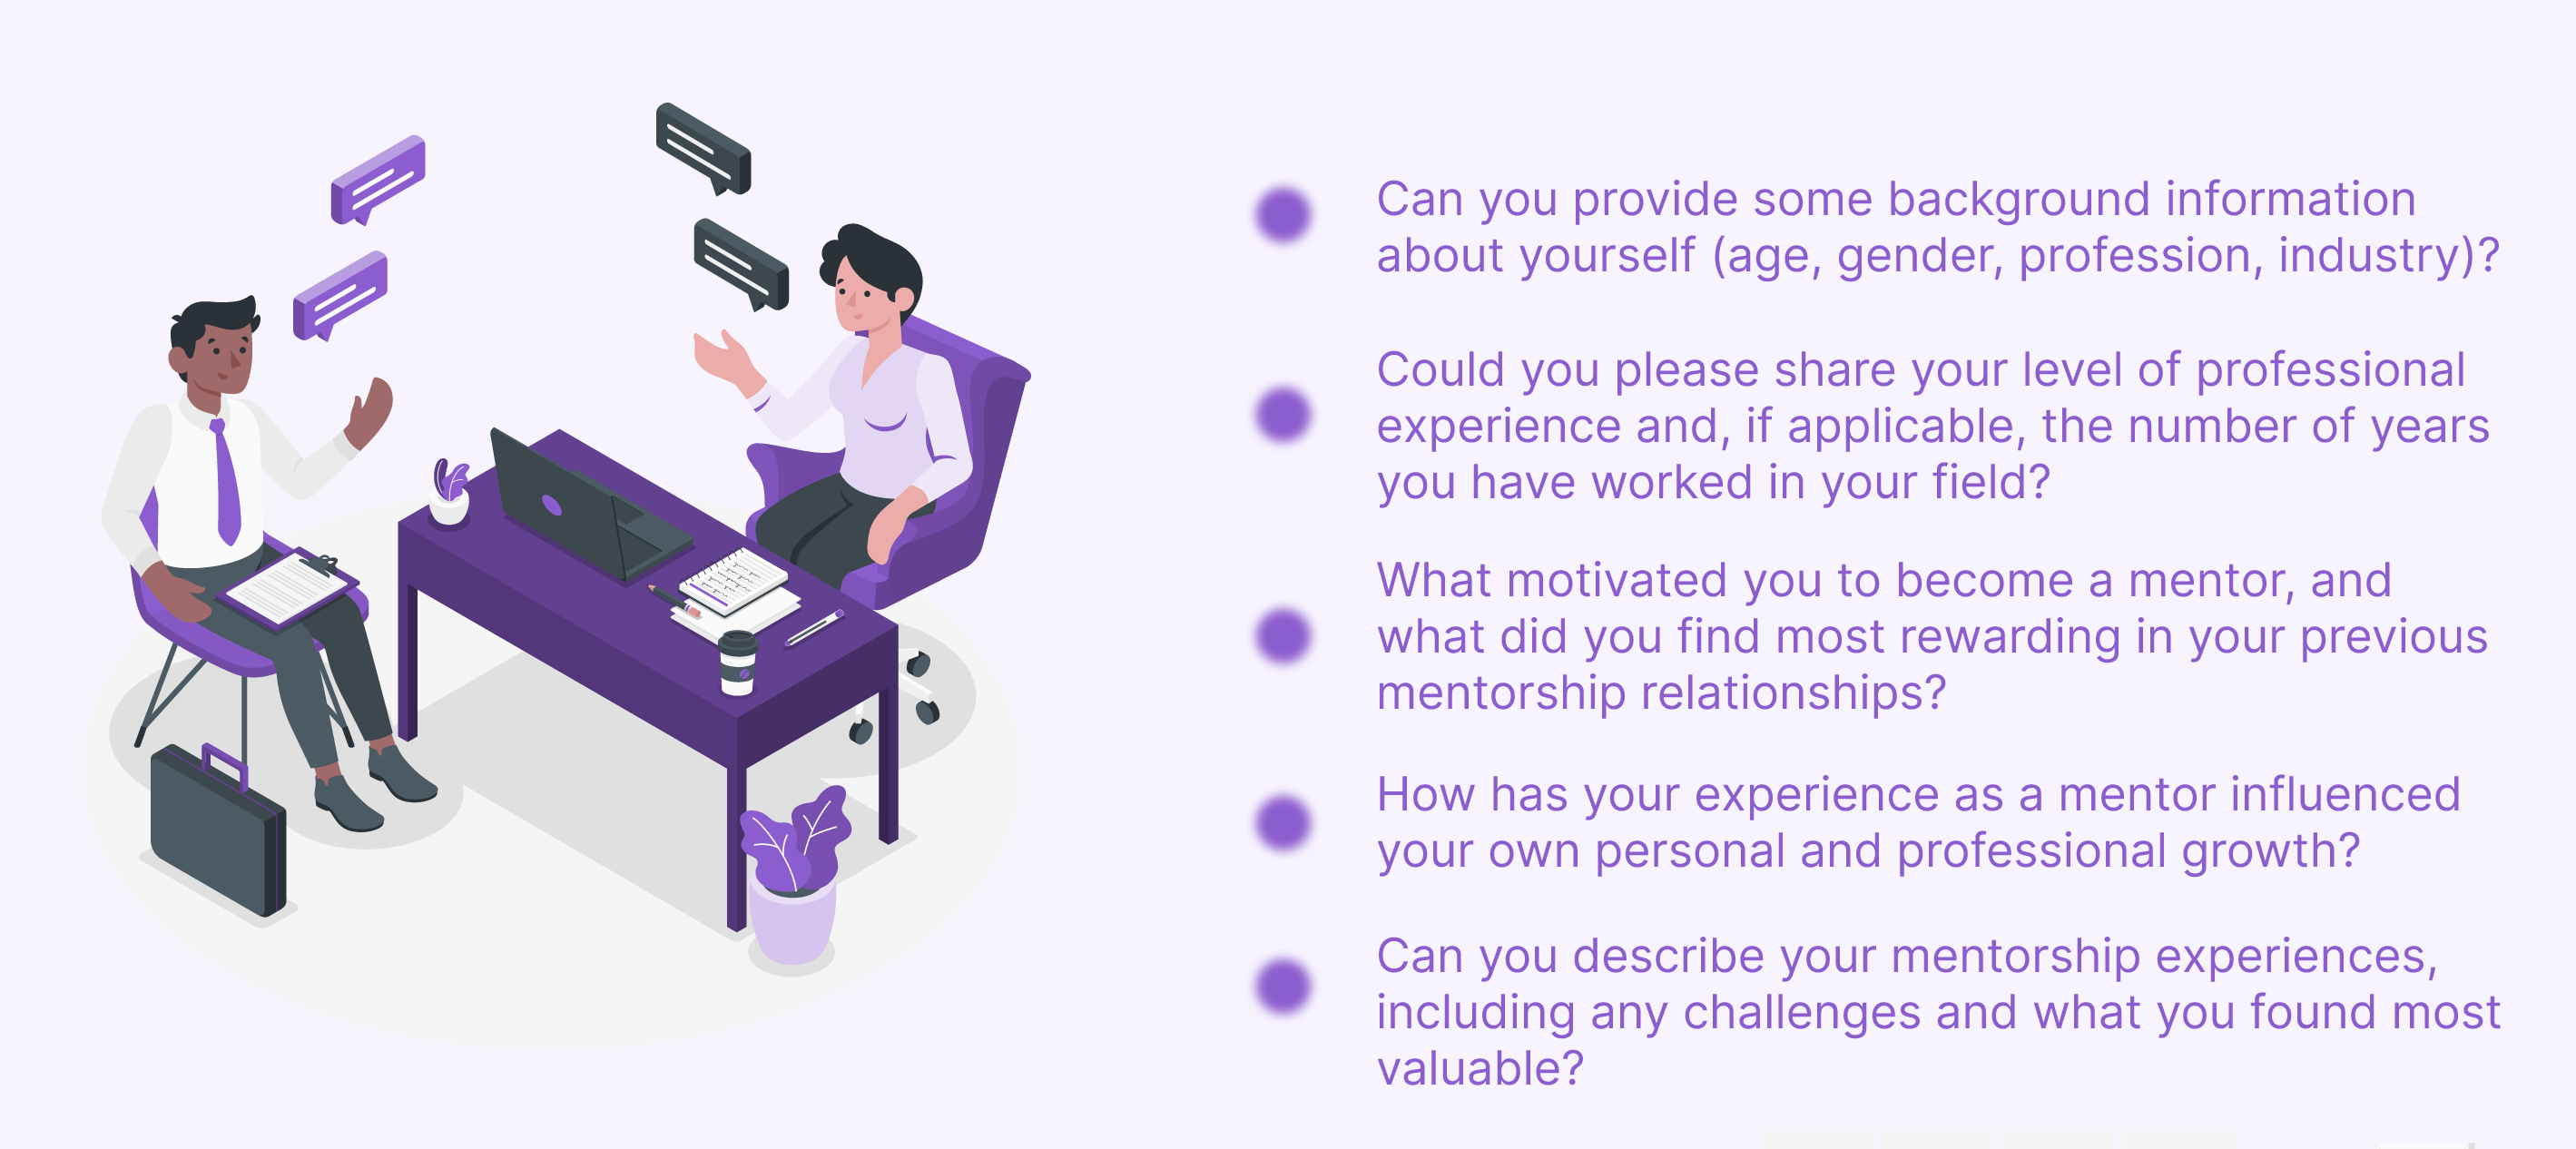 Can you provide some background information
about yourself (age, gender, profession, industry)?
Could you please share your level of professional
experience and, if applicable, the number of years
you have worked in your field?
What motivated you to become a mentor, and
what did you find most rewarding in your previous
mentorship relationships?
How has your experience as a mentor influenced
your own personal and professional growth?
Can you describe your mentorship experiences,
including any challenges and what you found most
valuable?